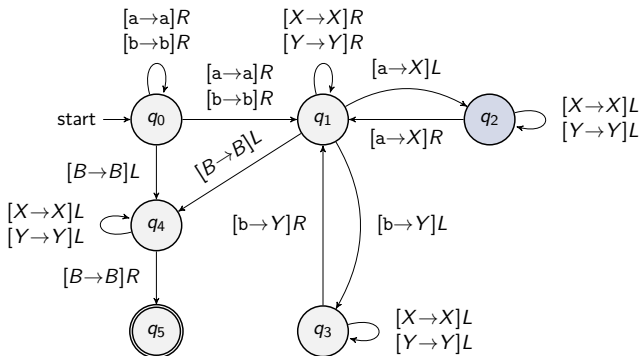 [a→a]R
[b→b]R
[X→X]R
[Y→Y]R
[a→a]R
[b→b]R
[a→X]L
start
q0
q1
q2
[X→X]L
[Y→Y]L
[a→X]R
[B→B]L
[B→B]L
[X→X]L
[Y→Y]L
q4
[b→Y]R
[b→Y]L
[B→B]R
q5
q3
[X→X]L
[Y→Y]L